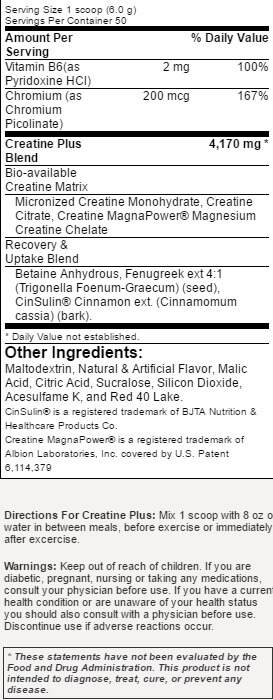 Serving Size 1 scoop (6.0 g)
Servings Per Container 50
Amount Per Serving % Daily Value
Vitamin B6(as Pyridoxine HCl) 2 mg 100%
Chromium (as Chromium Picolinate) 200 mcg 167%
Creatine Plus Blend 4,170 mg *
Bio-available
Creatine Matrix
Micronized Creatine Monohydrate, Creatine
Citrate, Creatine MagnaPower® Magnesium
Creatine Chelate
Recovery &
Uptake Blend
Betaine Anhydrous, Fenugreek ext 4:1
(Trigonella Foenum-Graecum) (seed),
CinSulin® Cinnamon ext. (Cinnamomum
cassia) (bark).
* Daily Value not established.
Other Ingredients:
Maltodextrin, Natural & Artificial Flavor, Malic
Acid, Citric Acid, Sucralose, Silicon Dioxide,
Acesulfame K, and Red 40 Lake.
CinSulin® is a registered trademark of BJTA Nutrition &
Healthcare Products Co.
Creatine MagnaPower® is a registered trademark of
Albion Laboratories, Inc. covered by U.S. Patent
6,114,379
Directions For Creatine Plus: Mix 1 scoop with 8 oz o
water in between meals, before exercise or immediately
after excercise.
Warnings: Keep out of reach of children. If you are
diabetic, pregnant, nursing or taking any medications,
consult your physician before use. If you have a current
health condition or are unaware of your health status
you should also consult with a physician before use.
Discontinue use if adverse reactions occur.
* These statements have not been evaluated by the
Food and Drug Administration. This product is not
intended to diagnose, treat, cure, or prevent any
disease.